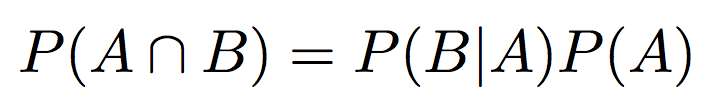 P(A ∩ B) = P(B|A)P(A)